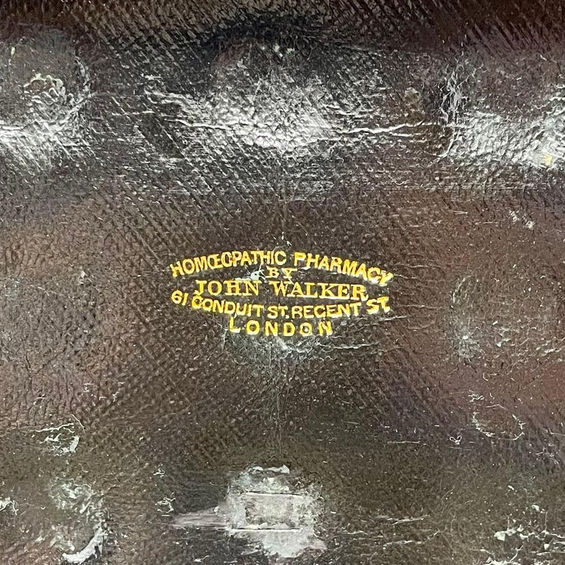 HOMŒOPATHIC PHARMACY
BY
JOHN WALKER,
61 CONDUIT ST. REGENT ST.
LONDON